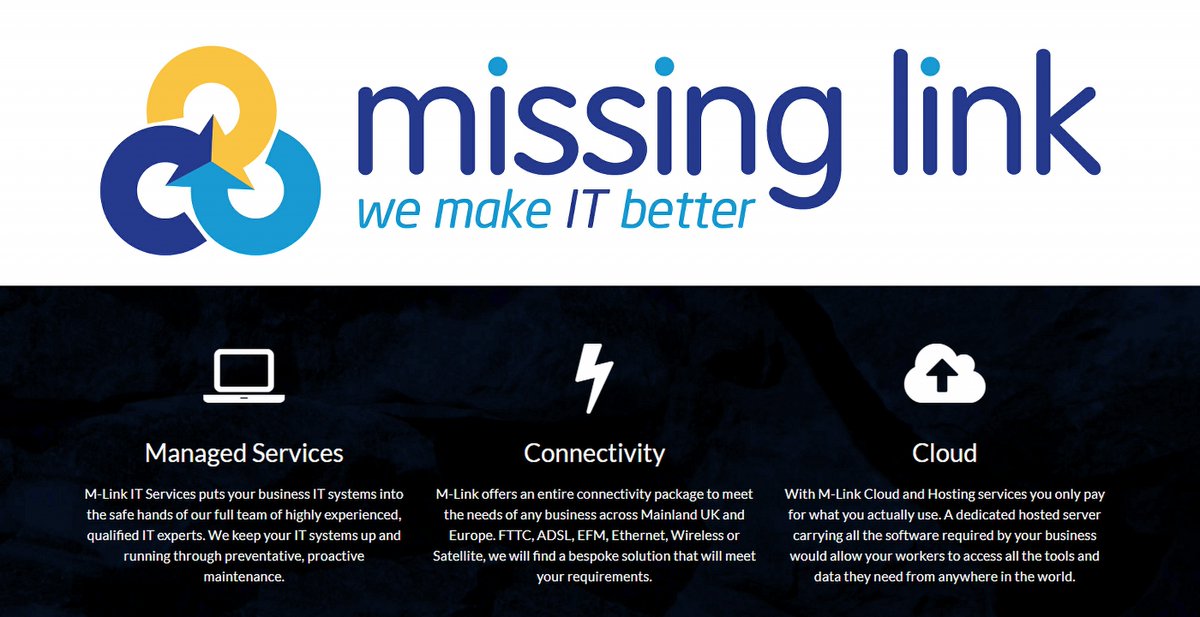 missing link
we make IT better
Managed Services
M-Link IT Services puts your business IT systems into
the safe hands of our full team of highly experienced,
qualified IT experts. We keep your IT systems up and
running through preventative, proactive
maintenance.
Connectivity
M-Link offers an entire connectivity package to meet
the needs of any business across Mainland UK and
Europe. FTTC, ADSL, EFM, Ethernet, Wireless or
Satellite, we will find a bespoke solution that will meet
your requirements.
Cloud
With M-Link Cloud and Hosting services you only pay
for what you actually use. A dedicated hosted server
carrying all the software required by your business
would allow your workers to access all the tools and
data they need from anywhere in the world.